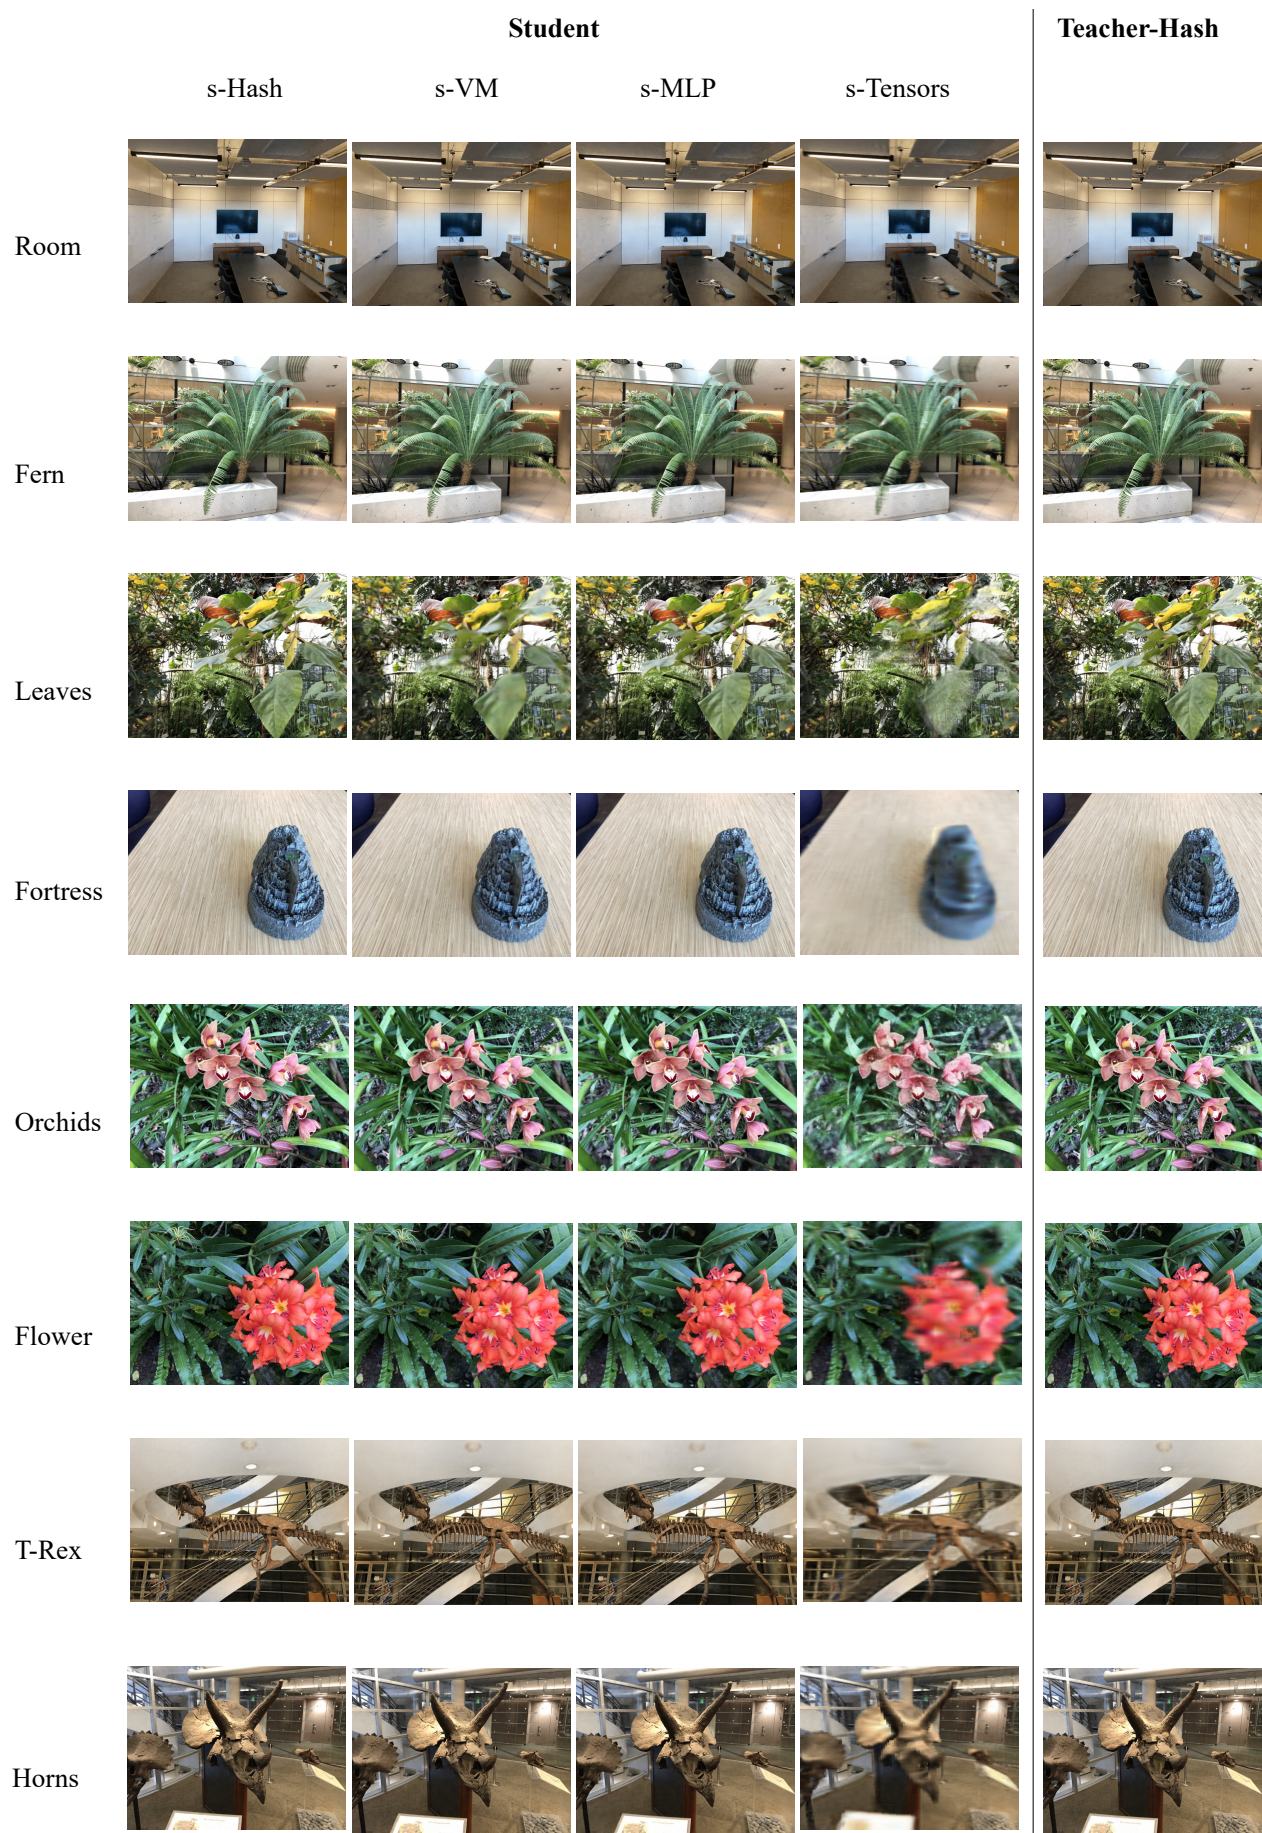 Student Teacher-Hash
s-Hash s-VM s-MLP s-Tensors
Room
Fern
Leaves
Fortress
Orchids
Flower
T-Rex
Horns